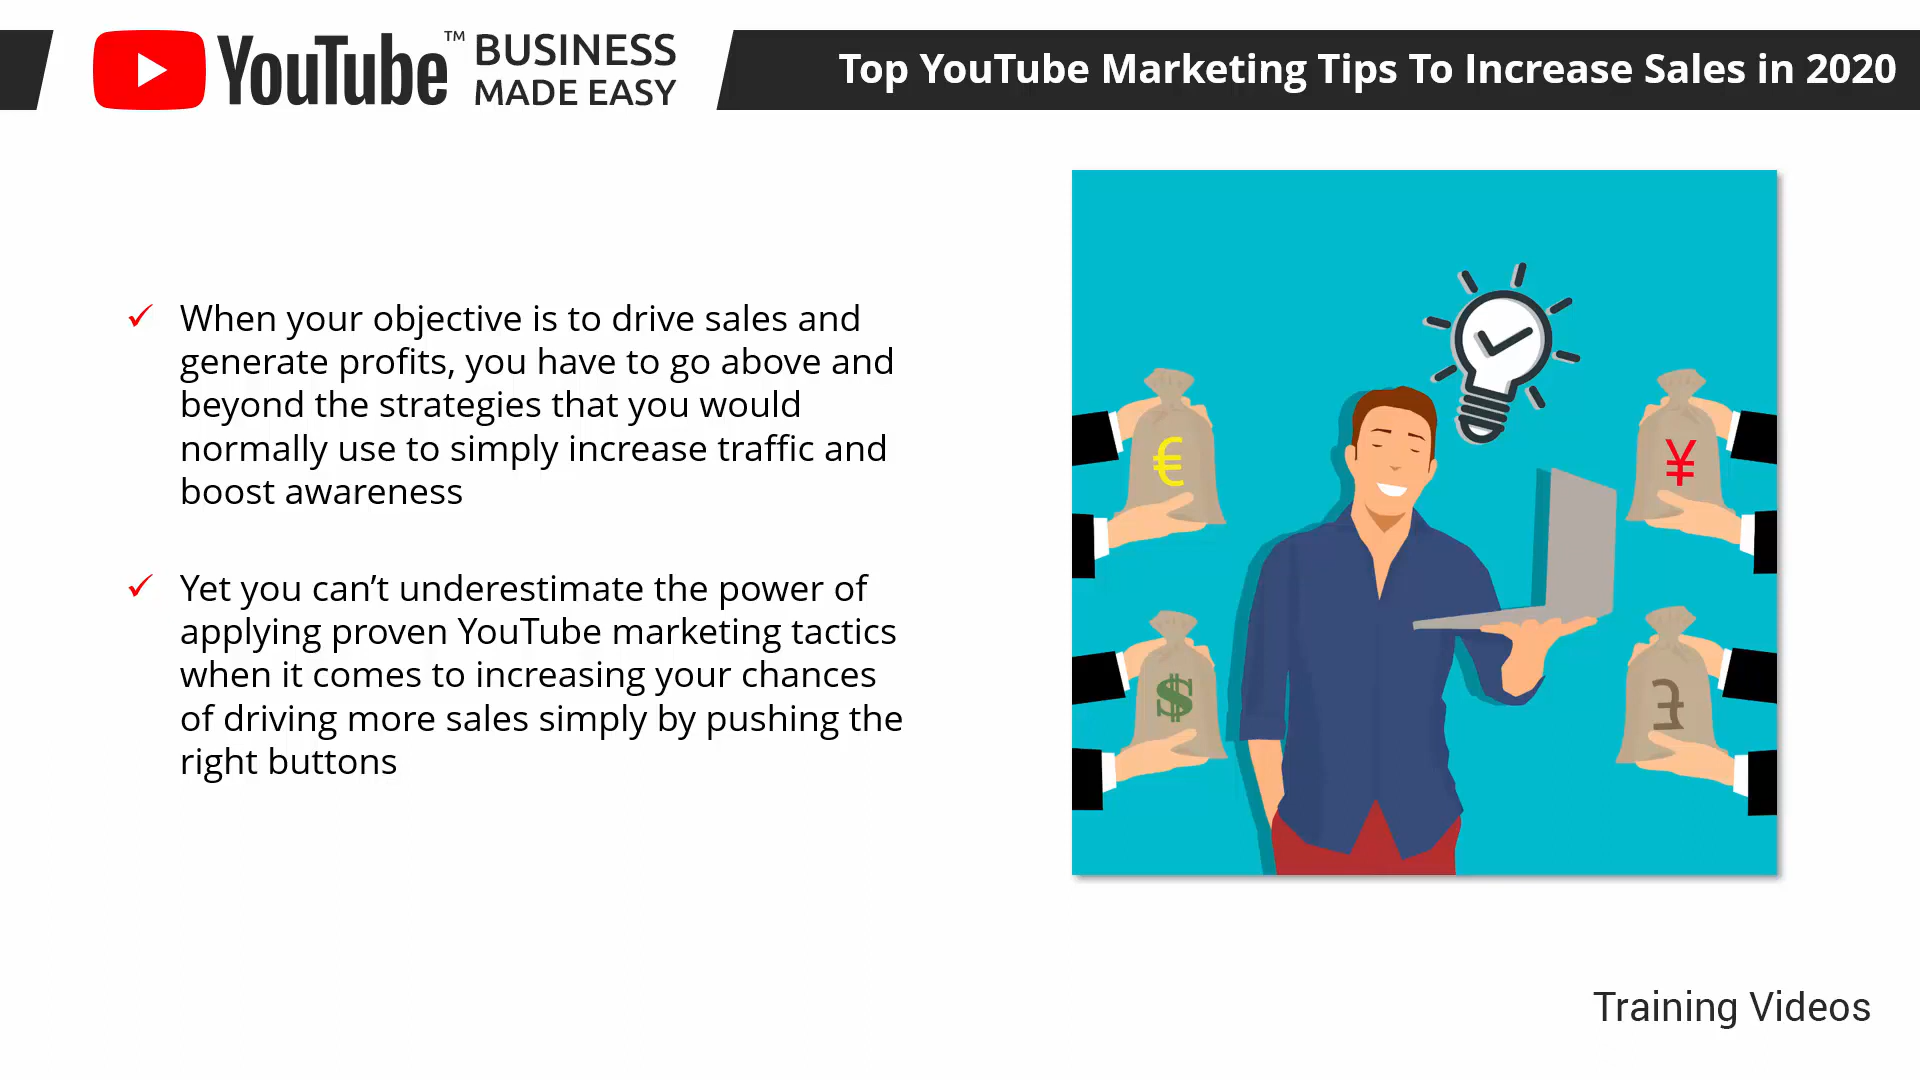 YouTube™ BUSINESS
MADE EASY
Top YouTube Marketing Tips To Increase Sales in 2020
✓ When your objective is to drive sales and
generate profits, you have to go above and
beyond the strategies that you would
normally use to simply increase traffic and
boost awareness
✓ Yet you can’t underestimate the power of
applying proven YouTube marketing tactics
when it comes to increasing your chances
of driving more sales simply by pushing the
right buttons
€
¥
$
£
Training Videos